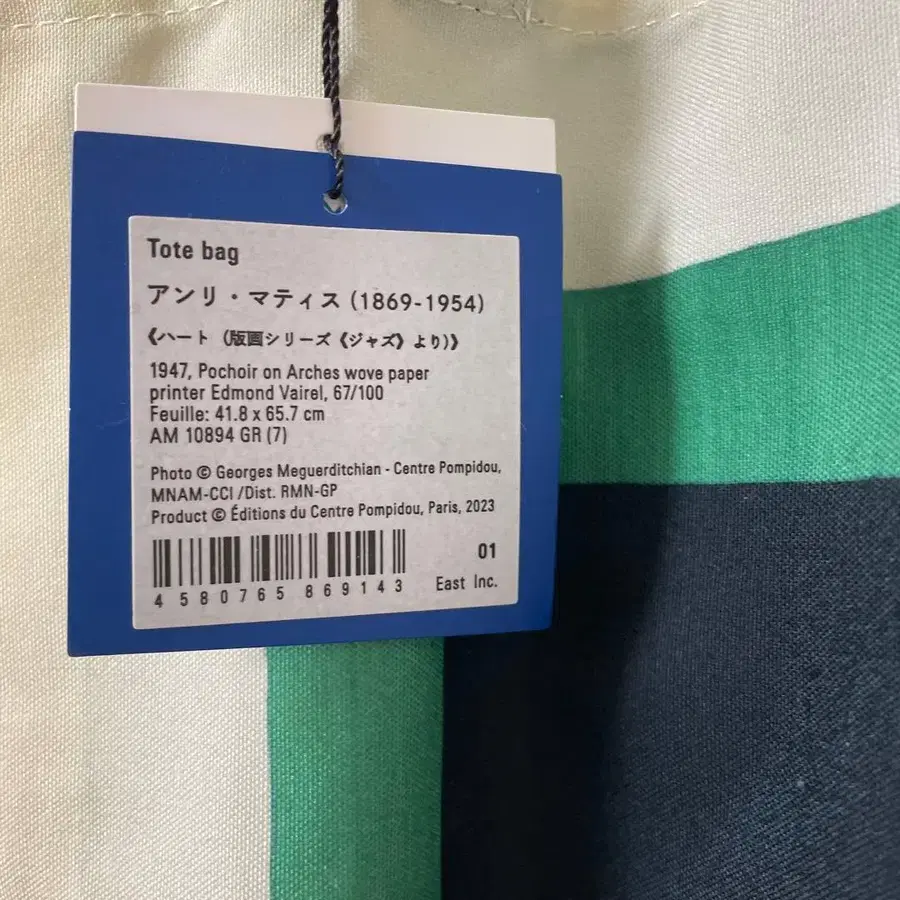 Tote bag
アンリ・マティス (1869-1954)
《ハート (版画シリーズ《ジャズ》より)》
1947, Pochoir on Arches wove paper
printer Edmond Vairel, 67/100
Feuille: 41.8 x 65.7 cm
AM 10894 GR (7)
Photo © Georges Meguerditchian - Centre Pompidou,
MNAM-CCI /Dist. RMN-GP
Product © Éditions du Centre Pompidou, Paris, 2023
01
4 580765 869143
East Inc.